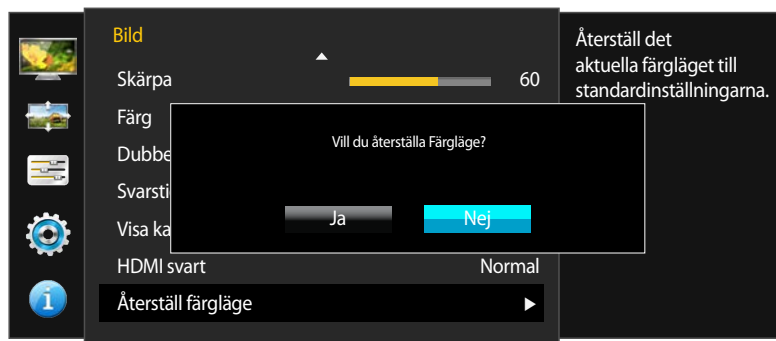 Bild
Skärpa 60
Färg
Dubbe
Svarsti
Visa ka
HDMI svart Normal
Återställ färgläge
Vill du återställa Färgläge?
Ja Nej
Återställ det
aktuella färgläget till
standardinställningarna.